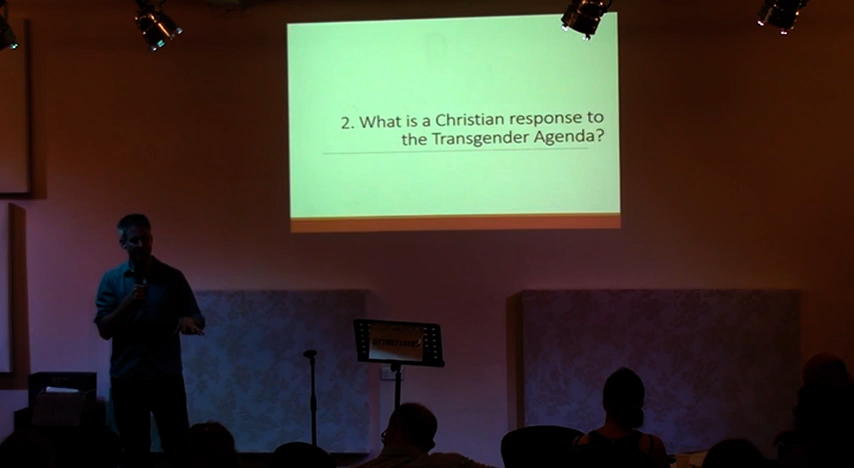 2. What is a Christian response to
the Transgender Agenda?